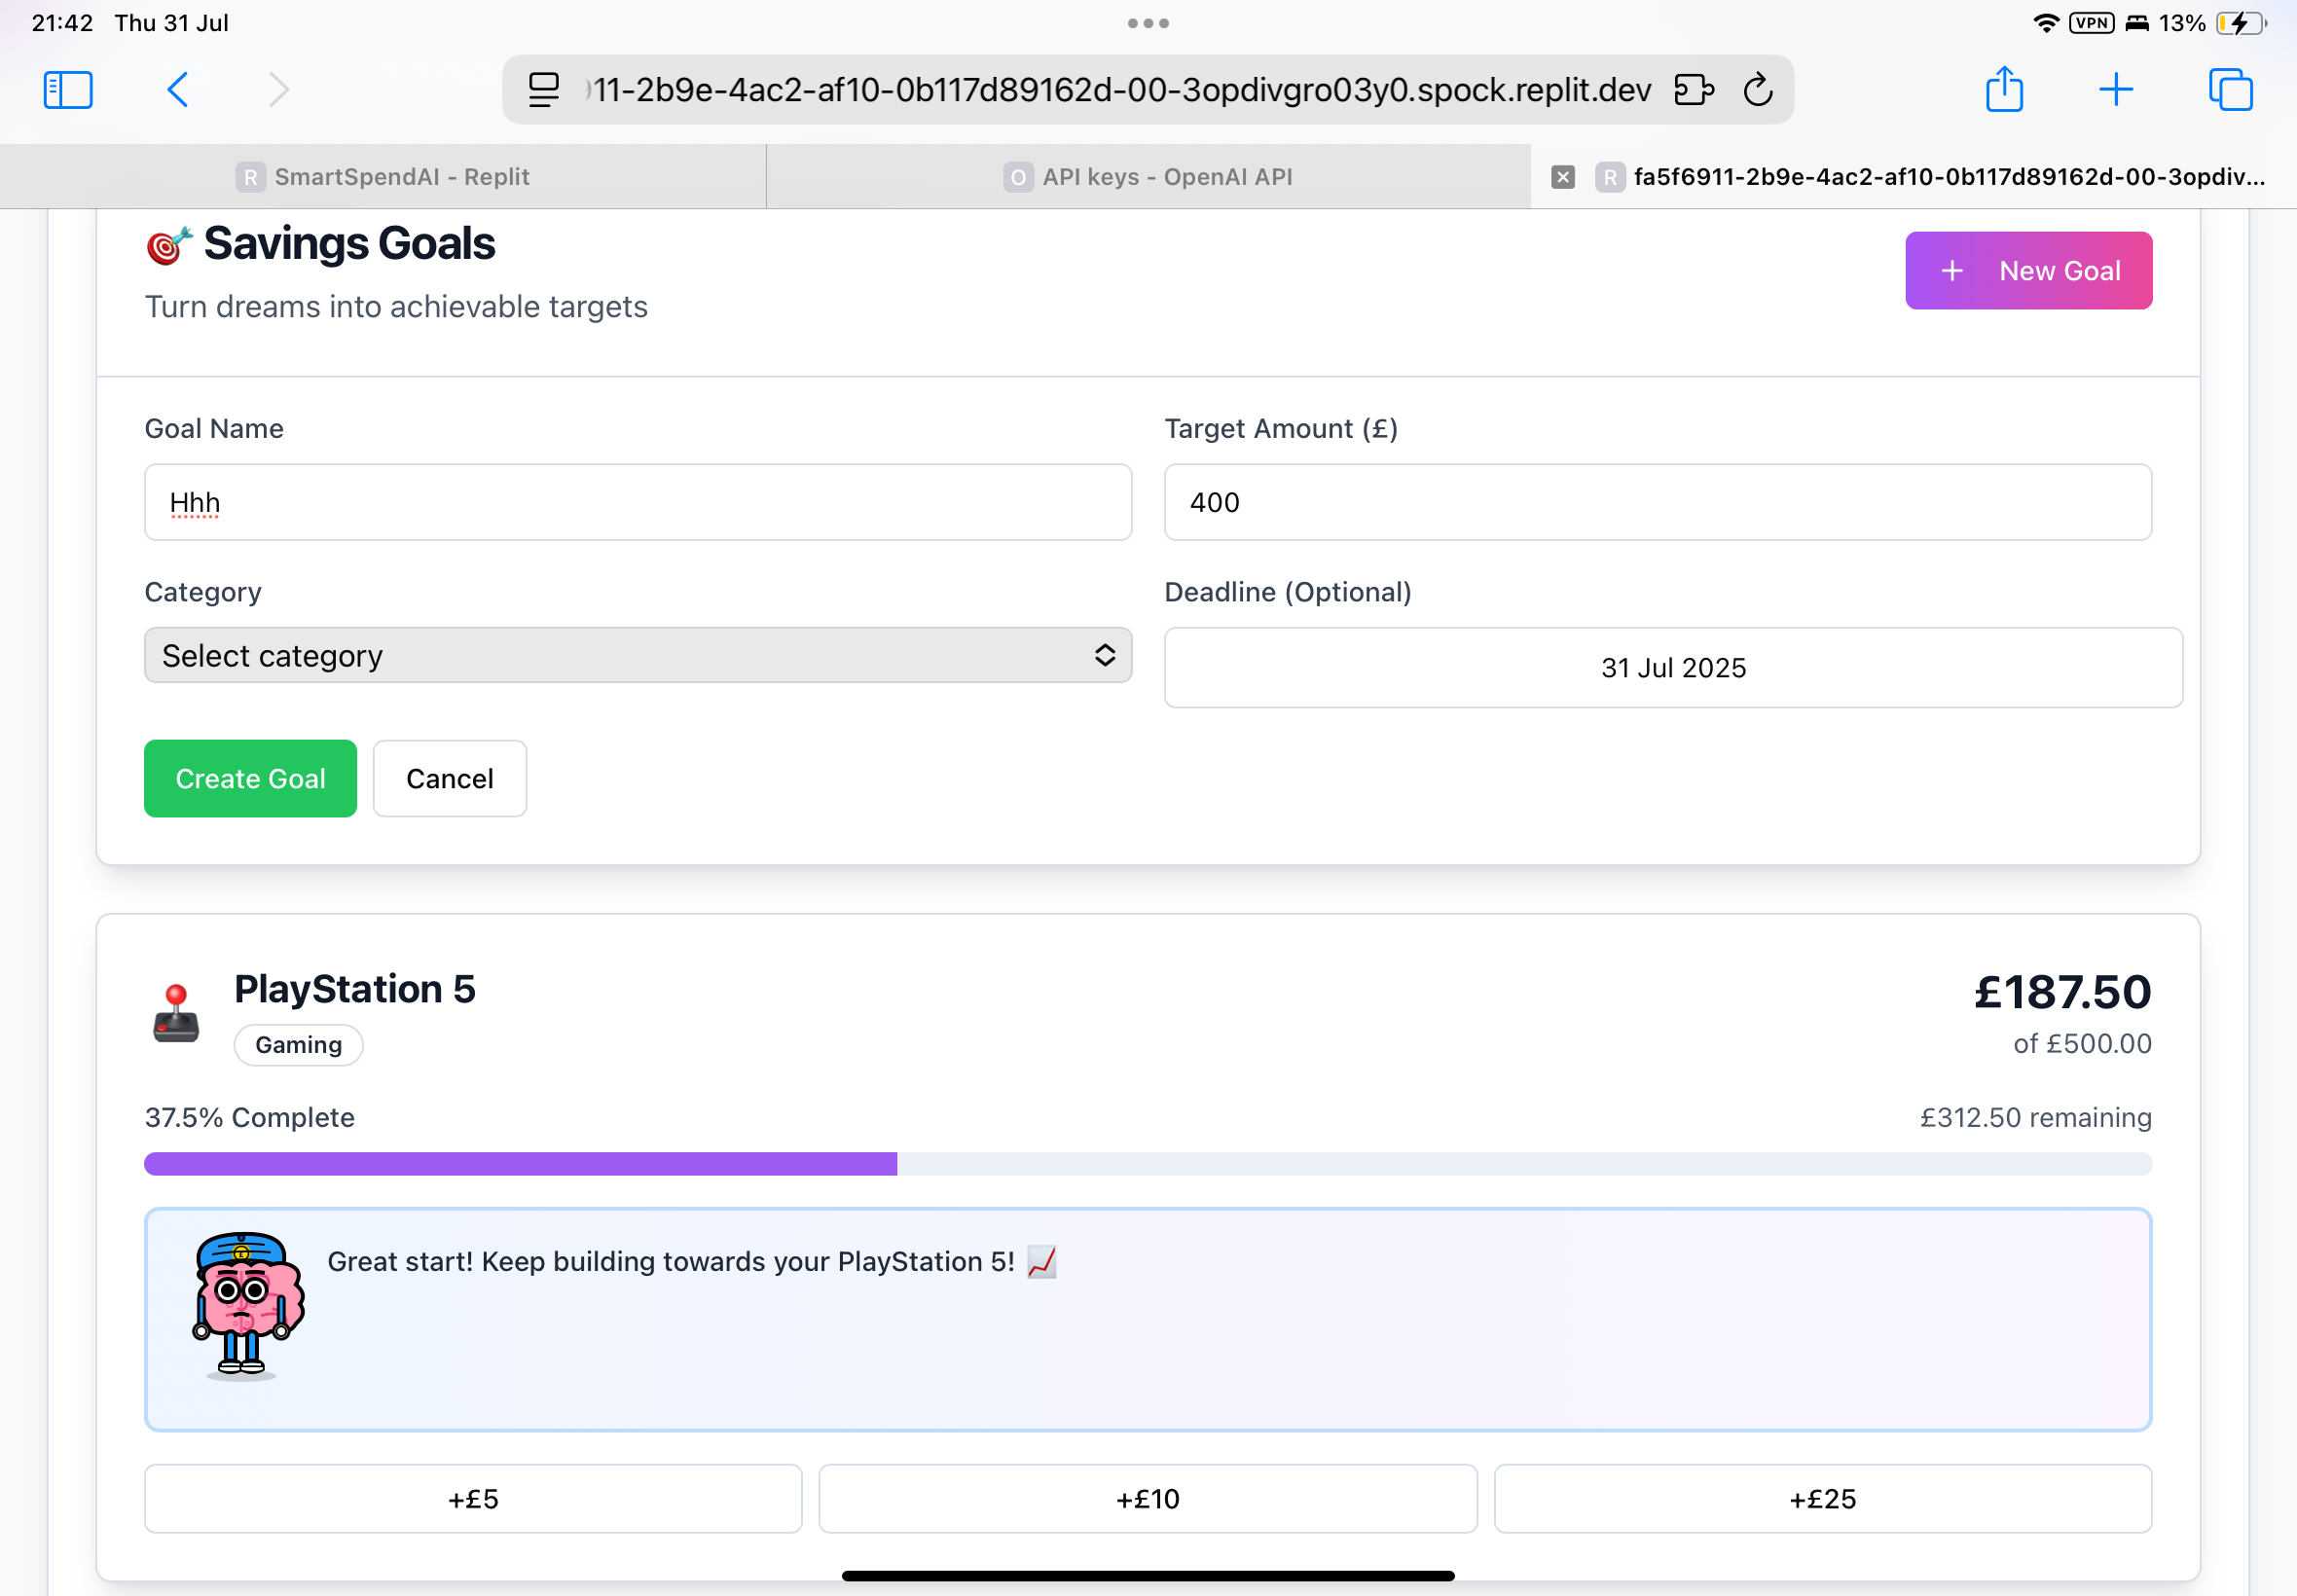 21:42 Thu 31 Jul
VPN 13%
11-2b9e-4ac2-af10-0b117d89162d-00-3opdivgro03y0.spock.replit.dev
R SmartSpendAI - Replit
O API keys - OpenAI API
R fa5f6911-2b9e-4ac2-af10-0b117d89162d-00-3opdiv...
Savings Goals
+ New Goal
Turn dreams into achievable targets
Goal Name
Target Amount (£)
Hhh
400
Category
Deadline (Optional)
Select category
31 Jul 2025
Create Goal
Cancel
PlayStation 5
£187.50
Gaming
of £500.00
37.5% Complete
£312.50 remaining
Great start! Keep building towards your PlayStation 5!
+£5
+£10
+£25